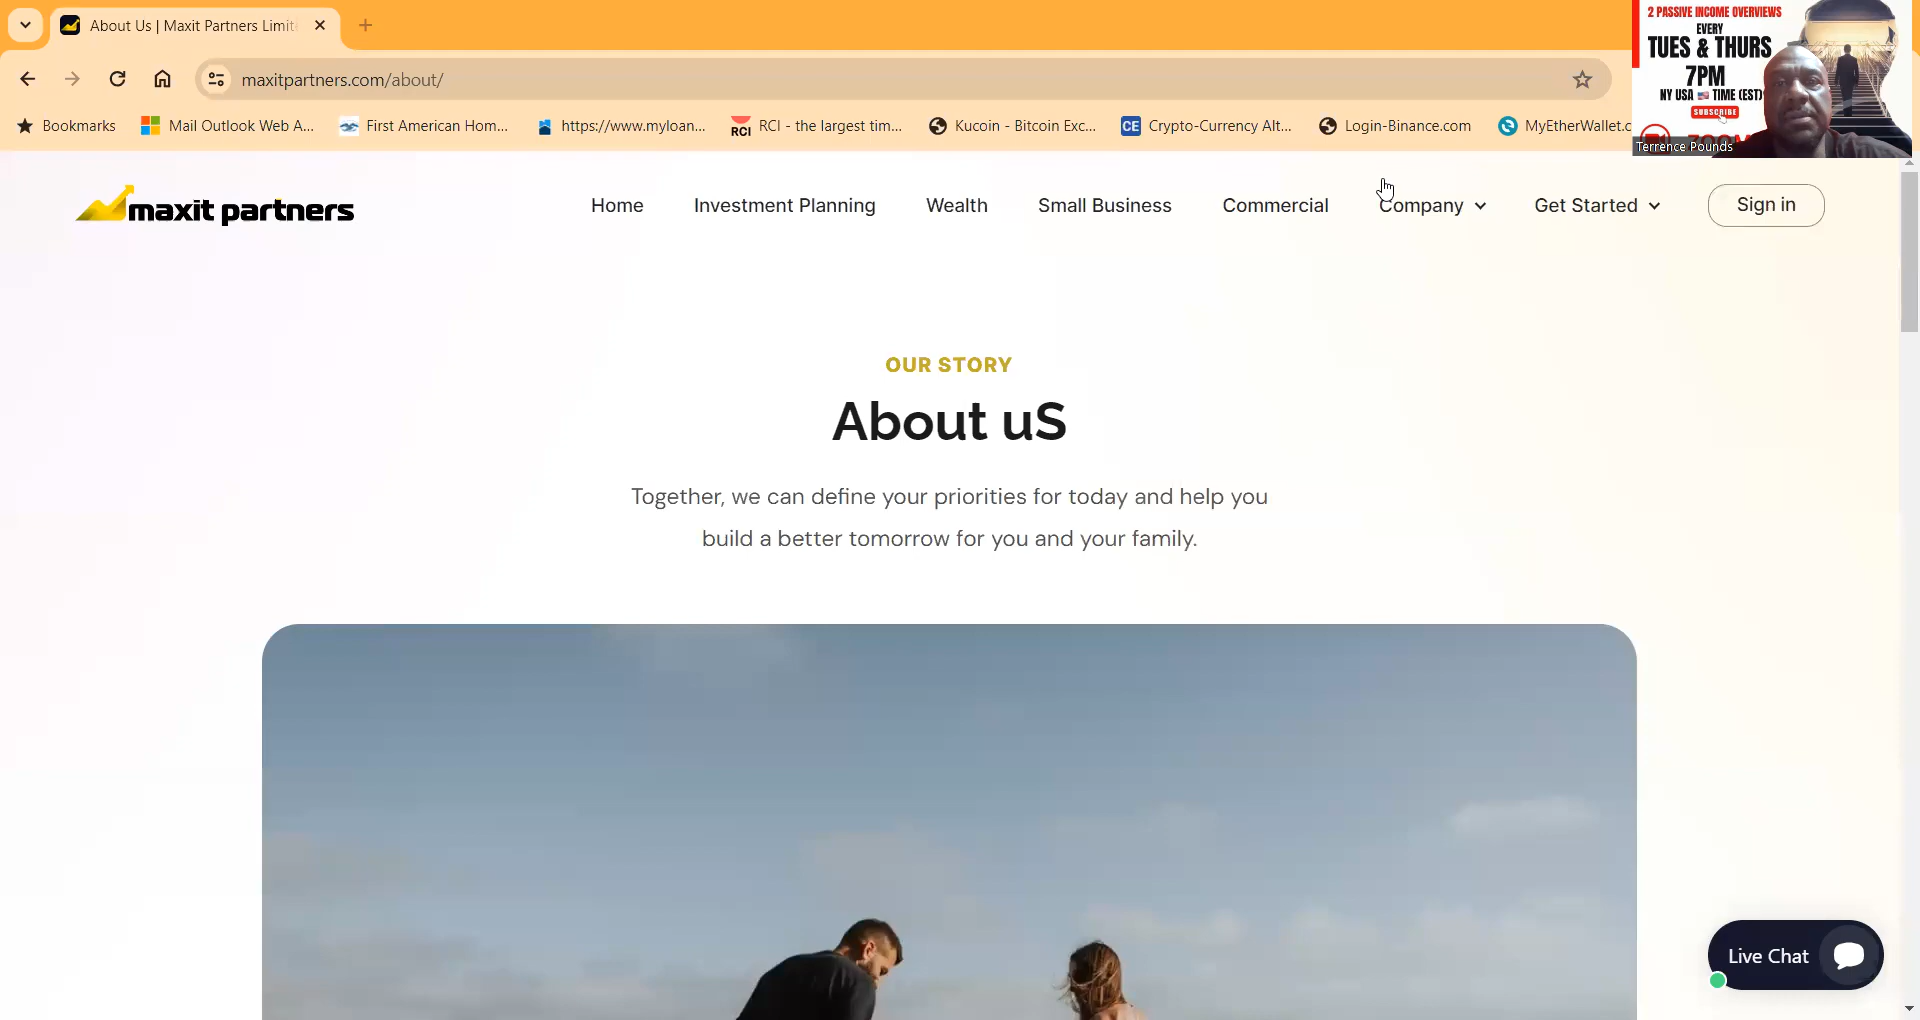 About Us | Maxit Partners Limit
maxitpartners.com/about/
Bookmarks
Mail Outlook Web A...
First American Hom...
https://www.myloan...
RCI
RCI - the largest tim...
Kucoin - Bitcoin Exc...
CE
Crypto-Currency Alt...
Login-Binance.com
MyEtherWallet.c
2 PASSIVE INCOME OVERVIEWS
EVERY
TUES & THURS
7PM
NY USA 🇺🇸 TIME (EST)
SUBSCRIBE
ZOOM
Terrence Pounds
maxit partners
Home
Investment Planning
Wealth
Small Business
Commercial
Company
Get Started
Sign in
OUR STORY
About uS
Together, we can define your priorities for today and help you
build a better tomorrow for you and your family.
Live Chat